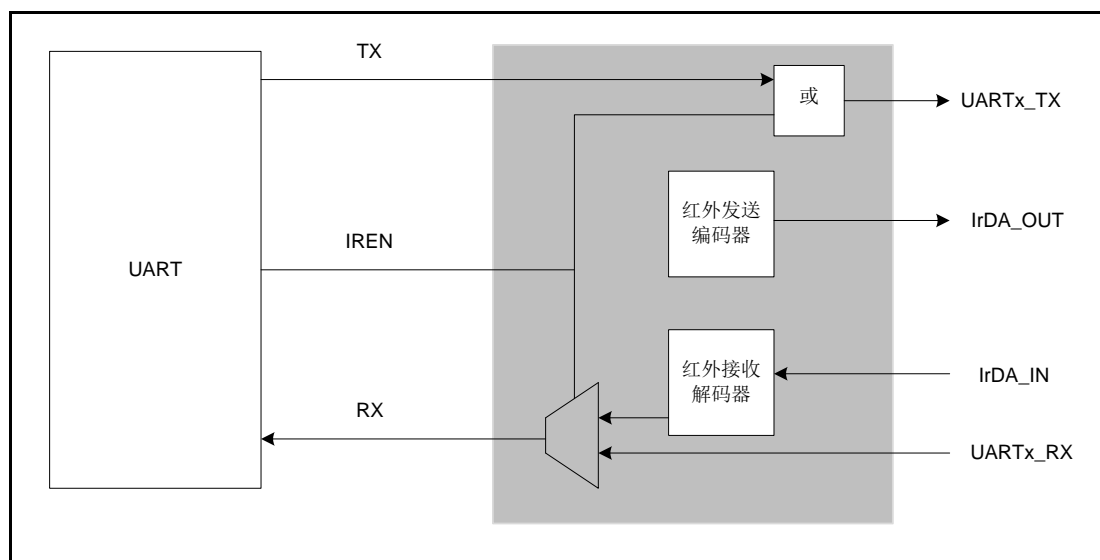 TX
或
UARTx_TX
红外发送
编码器
IrDA_OUT
IREN
UART
红外接收
解码器
IrDA_IN
RX
UARTx_RX